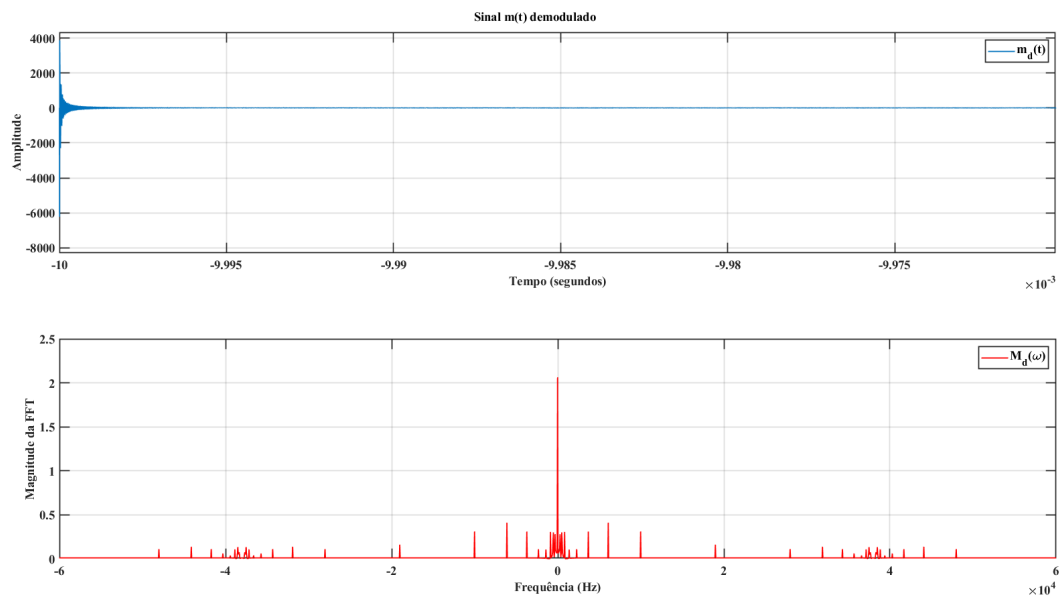 Sinal m(t) demodulado
4000
2000
0
-2000
-4000
-6000
-8000
Amplitude
m_d(t)
-10 -9.995 -9.99 -9.985 -9.98 -9.975
Tempo (segundos)
×10⁻³
2.5
2
1.5
1
0.5
0
Magnitude da FFT
M_d(ω)
-6 -4 -2 0 2 4 6
Frequência (Hz)
×10⁴